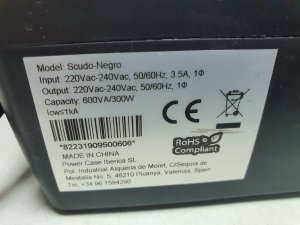 Model: Scudo-Negro
Input: 220Vac-240Vac, 50/60Hz, 3.5A, 1Φ
Output: 220Vac-240Vac, 50/60Hz, 1Φ
Capacity: 600VA/300W
Icws1kA
CE
RoHS
Compliant
*82231909500606*
MADE IN CHINA
Power Case Iberica SL
Pol. Industrial Alqueria de Moret, C/Sequia de
Mestalla No 5, 46210 Picanya, Valencia, Spain
Tel: +34 96 1594290